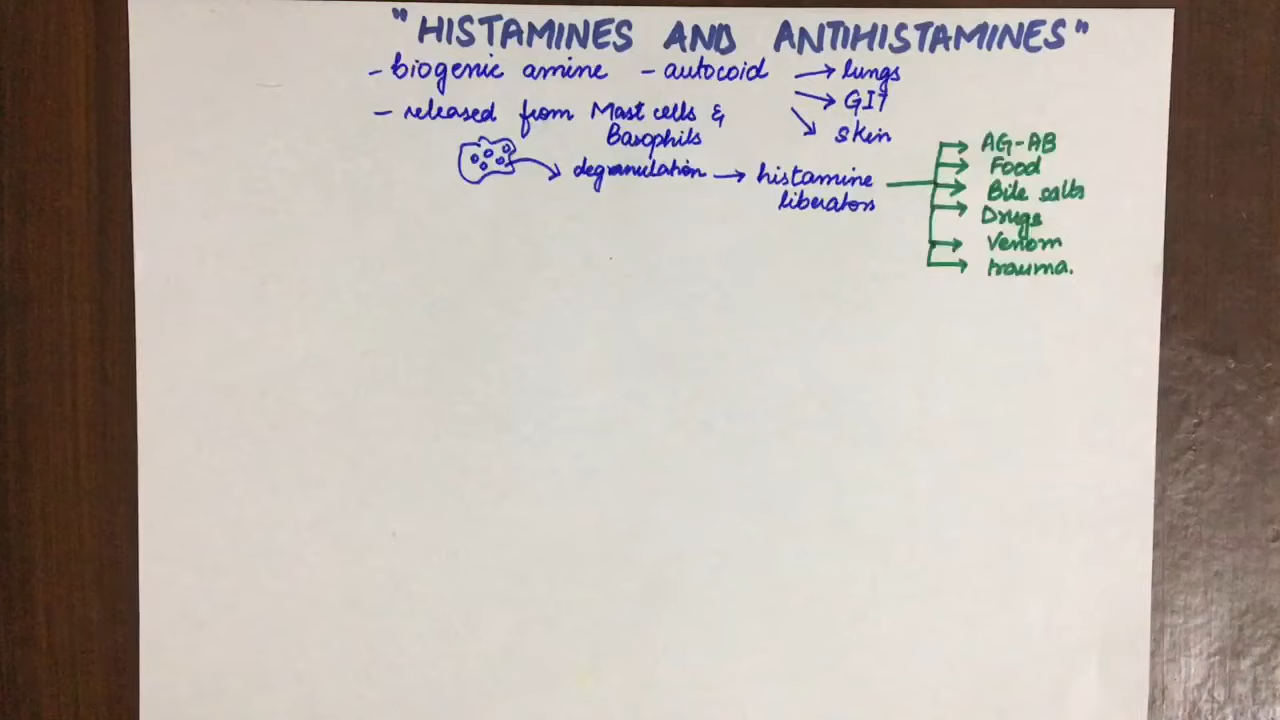 "HISTAMINES AND ANTIHISTAMINES"
- biogenic amine - autocoid → lungs
→ GIT
- released from Mast cells &
Basophils
→ skin
→ degranulation → histamine
liberators
→ AG-AB
→ Food
→ Bile salts
→ Drugs
→ Venom
→ trauma.